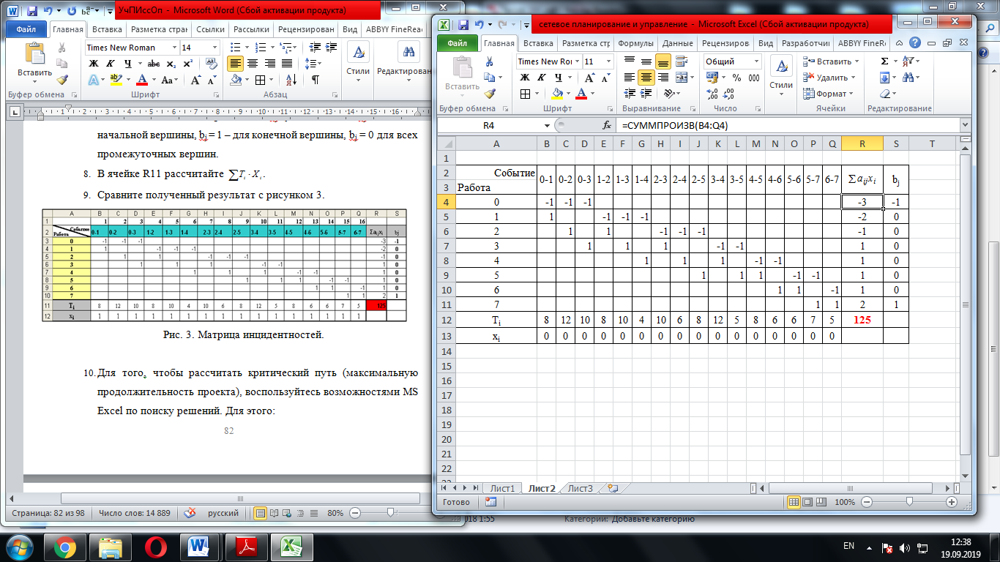 УчПИссОп - Microsoft Word (Сбой активации продукта)
Файл Главная Вставка Разметка стран Ссылки Рассылки Рецензирован Вид ABBYY FineReac
Вставить
Times New Roman 14
Ж К Ч abc x₂ x²
Стили Редактирование
Буфер обмена Шрифт Абзац
начальной вершины, bj = 1 – для конечной вершины, bj = 0 для всех
промежуточных вершин.
8. В ячейке R11 рассчитайте ∑Ti · Xi.
9. Сравните полученный результат с рисунком 3.
A B C D E F G H I J K L M N O P Q R S
1 1 2 3 4 5 6 7 8 9 10 11 12 13 14 15 16
2 Событие Работа 0-1 0-2 0-3 1-2 1-3 1-4 2-3 2-4 2-5 3-4 3-5 4-5 4-6 5-6 5-7 6-7 Σaijxi bj
3 0 -1 -1 -1 -3 -1
4 1 1 -1 -1 -1 -2 0
5 2 1 1 -1 -1 -1 -1 0
6 3 1 1 1 -1 -1 1 0
7 4 1 1 1 -1 -1 1 0
8 5 1 1 1 -1 -1 1 0
9 6 1 1 -1 1 0
10 7 1 1 2 1
11 Ti 8 12 10 8 10 4 10 6 8 12 5 8 6 6 7 5 125
12 xi 1 1 1 1 1 1 1 1 1 1 1 1 1 1 1 1
Рис. 3. Матрица инцидентностей.
10. Для того, чтобы рассчитать критический путь (максимальную
продолжительность проекта), воспользуйтесь возможностями MS
Excel по поиску решений. Для этого:
82
Страница: 82 из 98 Число слов: 14 889 русский 80%
сетевое планирование и управление - Microsoft Excel (Сбой активации продукта)
Файл Главная Вставка Разметка стр Формулы Данные Рецензиров Вид Разработчи ABBYY FineR
Вставить
Times New Roı 11
Ж К Ч
Общий
% 000
Стили
Вставить
Удалить
Формат
Буфер обмена Шрифт Выравнивание Число Ячейки Редактирование
R4 fx =СУММПРОИЗВ(B4:Q4)
A B C D E F G H I J K L M N O P Q R S T
1
2 Событие 0-1 0-2 0-3 1-2 1-3 1-4 2-3 2-4 2-5 3-4 3-5 4-5 4-6 5-6 5-7 6-7 ∑aijxi bj
3 Работа
4 0 -1 -1 -1 -3 -1
5 1 1 -1 -1 -1 -2 0
6 2 1 1 -1 -1 -1 -1 0
7 3 1 1 1 -1 -1 1 0
8 4 1 1 1 -1 -1 1 0
9 5 1 1 1 -1 -1 1 0
10 6 1 1 -1 1 0
11 7 1 1 2 1
12 Ti 8 12 10 8 10 4 10 6 8 12 5 8 6 6 7 5 125
13 xi 0 0 0 0 0 0 0 0 0 0 0 0 0 0 0 0
14
15
16
17
18
19
20
21
22
Лист1 Лист2 Лист3
Готово 100%
018 1:55 Категории: Добавьте категорию
EN 12:38
19.09.2019